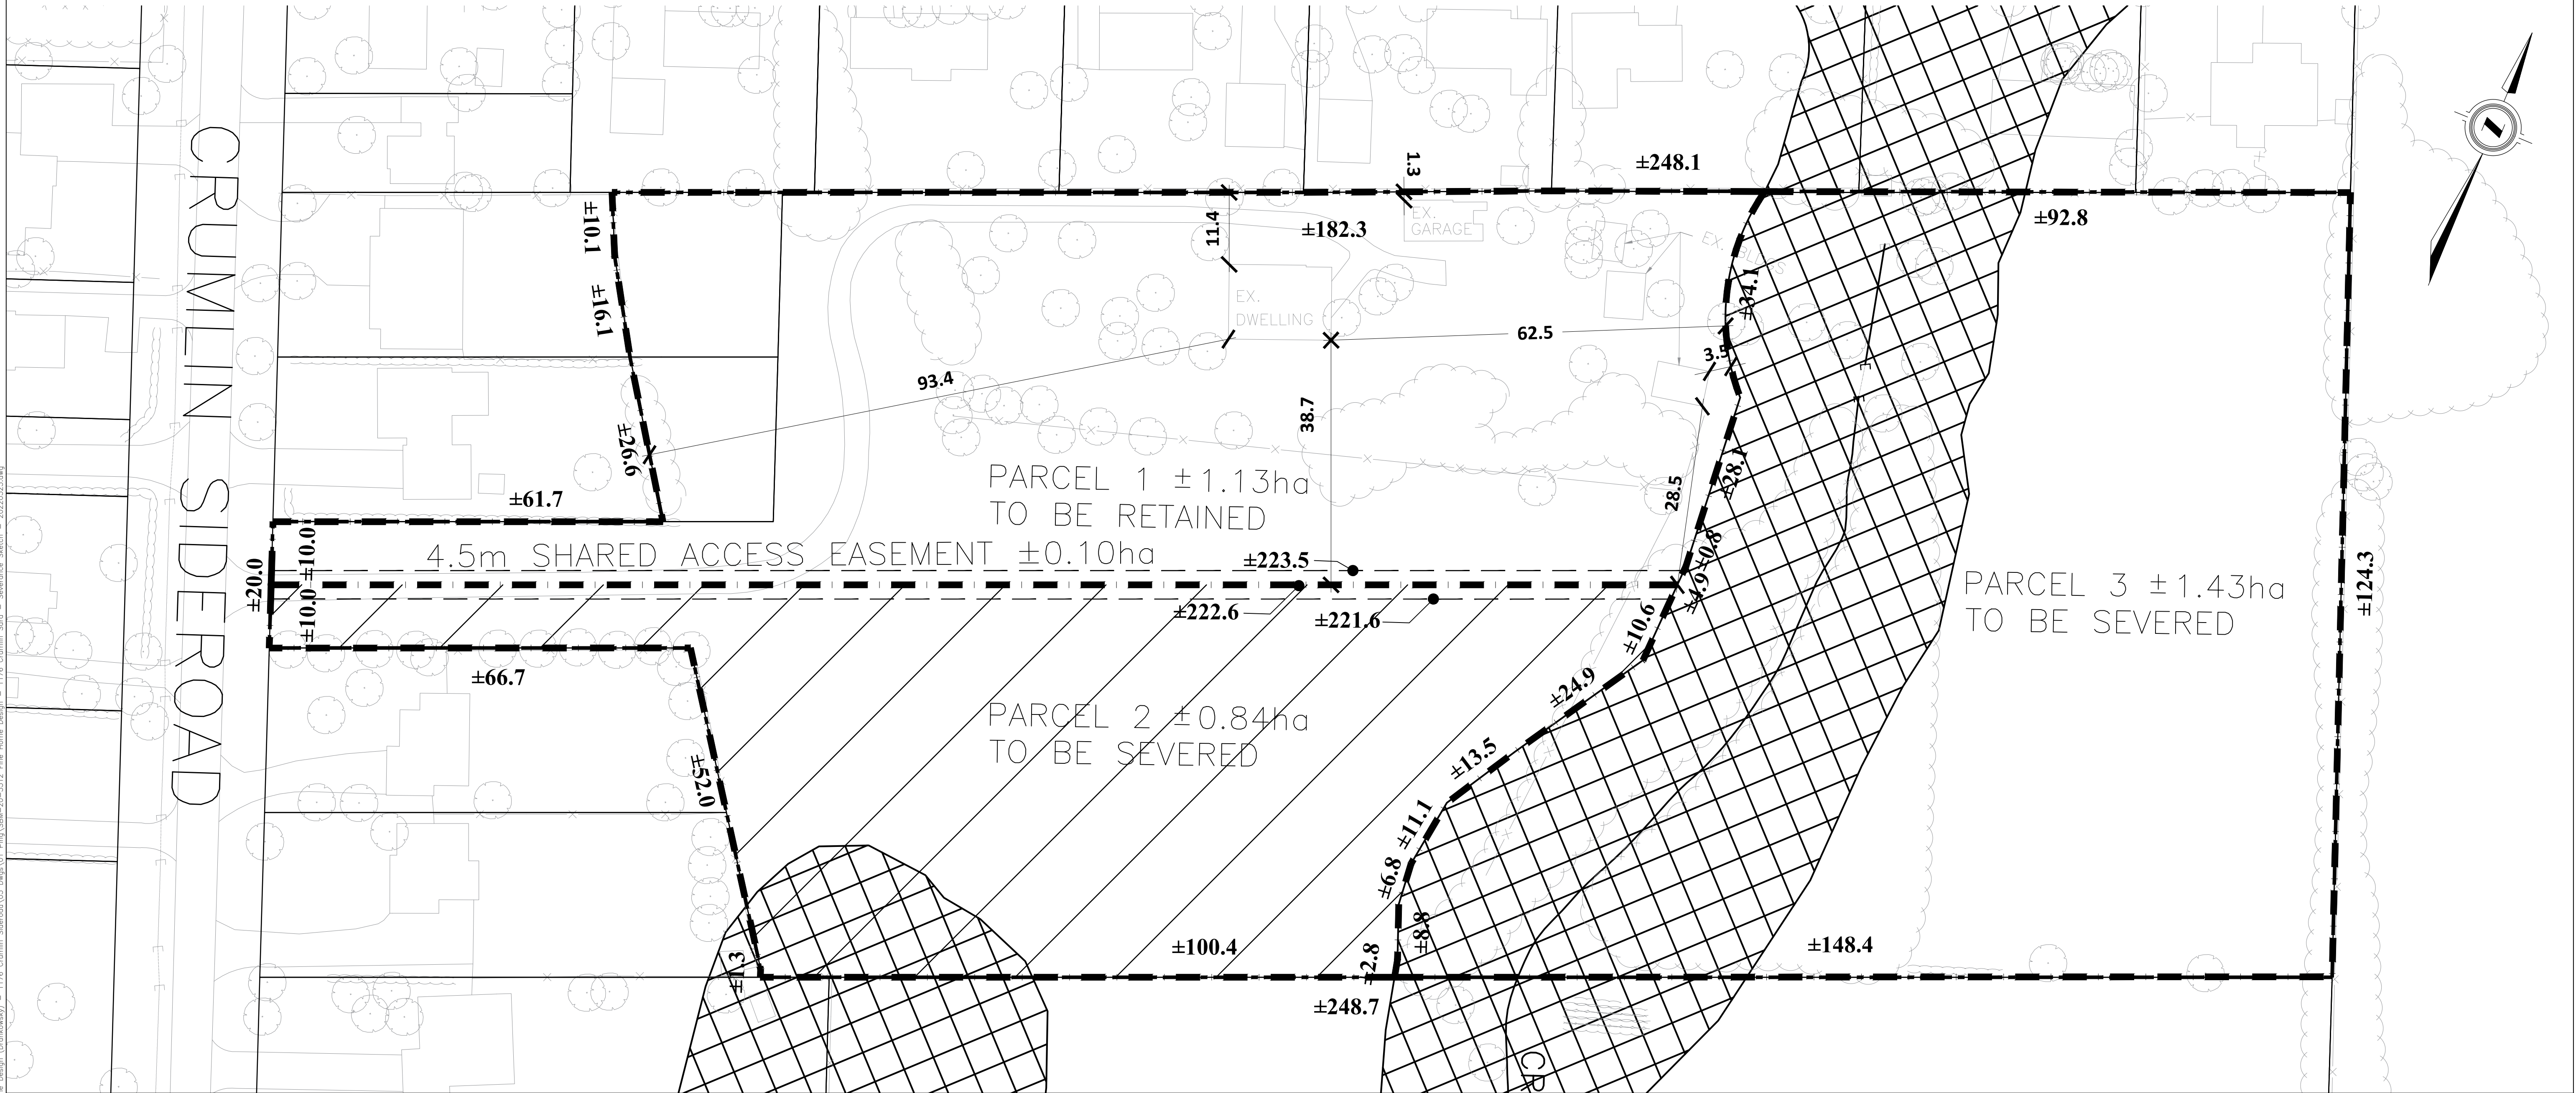 ±248.1
1.3
±182.3
±92.8
11.4
EX.
GARAGE
±10.1
±16.1
±34.1
EX.
DWELLING
62.5
3.5
93.4
38.7
±26.6
±28.1
28.5
CRUMLIN SIDEROAD
PARCEL 1 ±1.13ha
TO BE RETAINED
±61.7
4.5m SHARED ACCESS EASEMENT ±0.10ha
±223.5
±20.0
±10.0
±10.0
±0.8
±4.9
±222.6
±221.6
±10.6
PARCEL 3 ±1.43ha
TO BE SEVERED
±124.3
±66.7
±24.9
PARCEL 2 ±0.84ha
TO BE SEVERED
±52.0
±13.5
±11.1
±6.8
±8.8
±1.3
±100.4
±2.8
±148.4
±248.7
CR